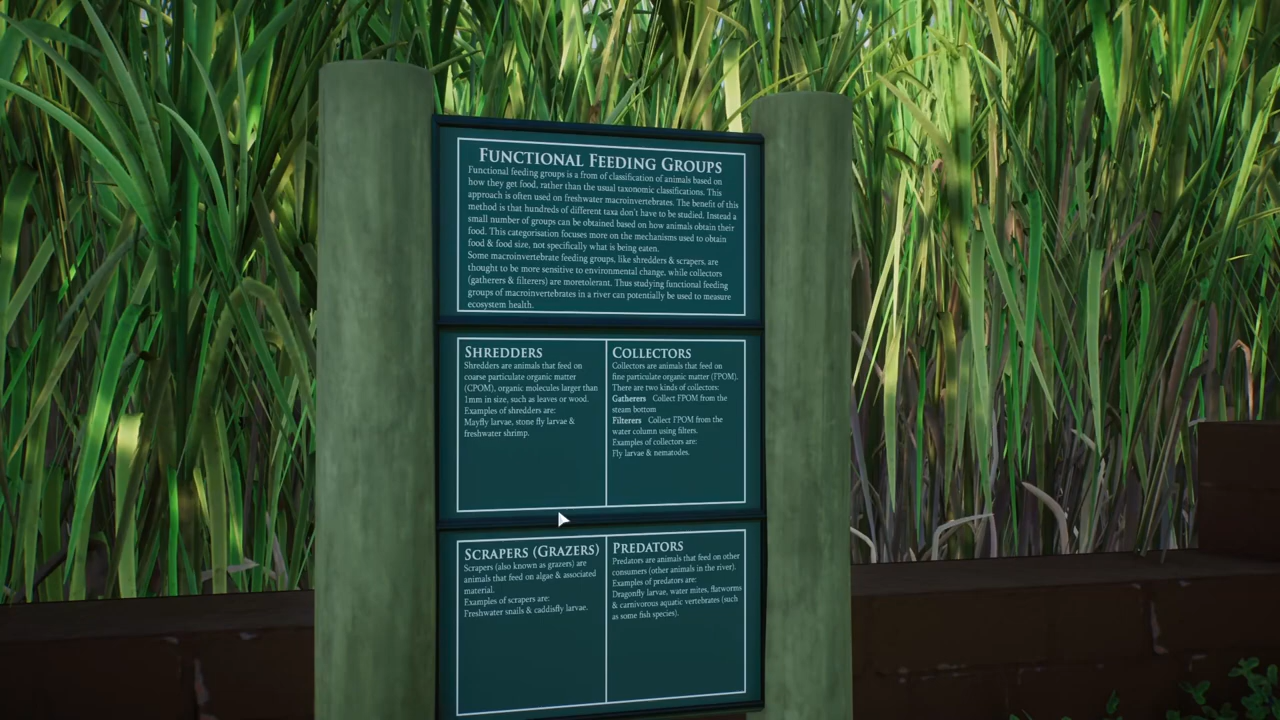 FUNCTIONAL FEEDING GROUPS
Functional feeding groups is a from of classification of animals based on
how they get food, rather than the usual taxonomic classifications. This
approach is often used on freshwater macroinvertebrates. The benefit of this
method is that hundreds of different taxa don't have to be studied. Instead a
small number of groups can be obtained based on how animals obtain their
food. This categorisation focuses more on the mechanisms used to obtain
food & food size, not specifically what is being eaten.
Some macroinvertebrate feeding groups, like shredders & scrapers, are
thought to be more sensitive to environmental change, while collectors
(gatherers & filterers) are moretolerant. Thus studying functional feeding
groups of macroinvertebrates in a river can potentially be used to measure
ecosystem health.
SHREDDERS
Shredders are animals that feed on
coarse particulate organic matter
(CPOM), organic molecules larger than
1mm in size, such as leaves or wood.
Examples of shredders are:
Mayfly larvae, stone fly larvae &
freshwater shrimp.
COLLECTORS
Collectors are animals that feed on
fine particulate organic matter (FPOM).
There are two kinds of collectors:
Gatherers Collect FPOM from the
steam bottom
Filterers Collect FPOM from the
water column using filters.
Examples of collectors are:
Fly larvae & nematodes.
SCRAPERS (GRAZERS)
Scrapers (also known as grazers) are
animals that feed on algae & associated
material.
Examples of scrapers are:
Freshwater snails & caddisfly larvae.
PREDATORS
Predators are animals that feed on other
consumers (other animals in the river).
Examples of predators are:
Dragonfly larvae, water mites, flatworms
& carnivorous aquatic vertebrates (such
as some fish species).